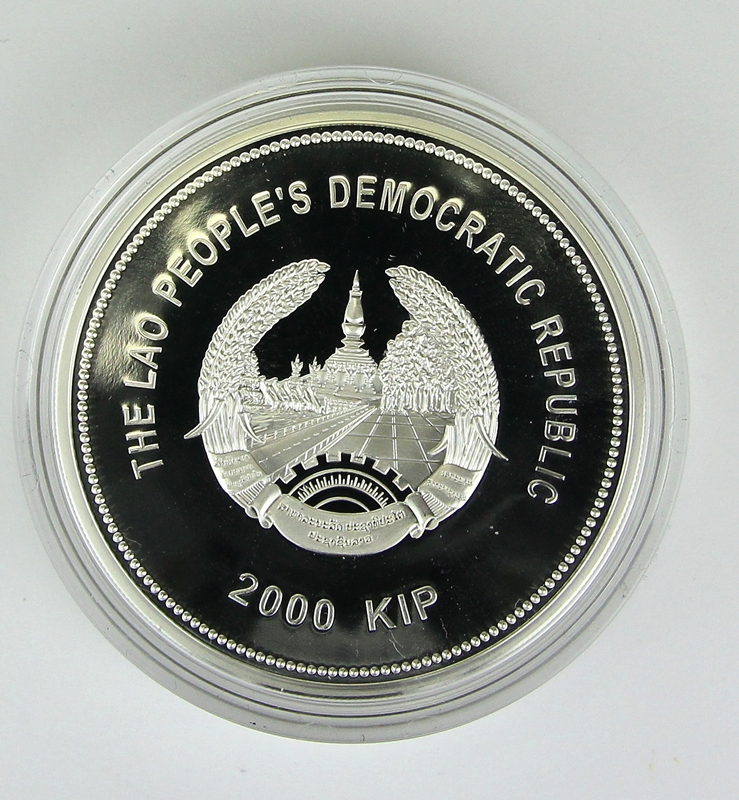 THE LAO PEOPLE'S DEMOCRATIC REPUBLIC
2000 KIP